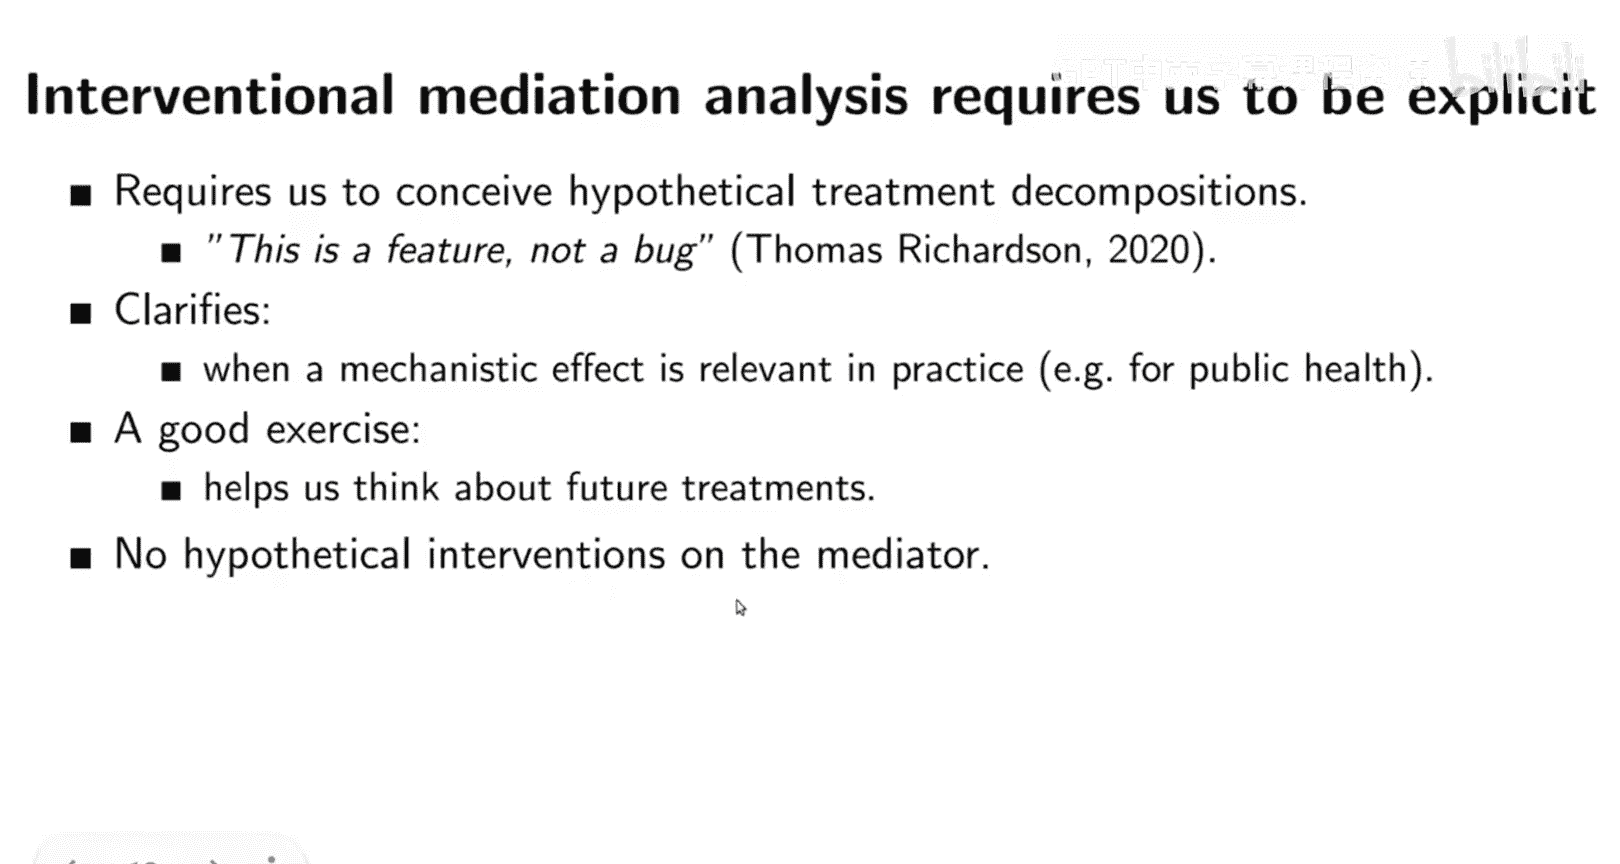 Interventional mediation analysis requires us to be explicit
■ Requires us to conceive hypothetical treatment decompositions.
■ "This is a feature, not a bug" (Thomas Richardson, 2020).
■ Clarifies:
■ when a mechanistic effect is relevant in practice (e.g. for public health).
■ A good exercise:
■ helps us think about future treatments.
■ No hypothetical interventions on the mediator.